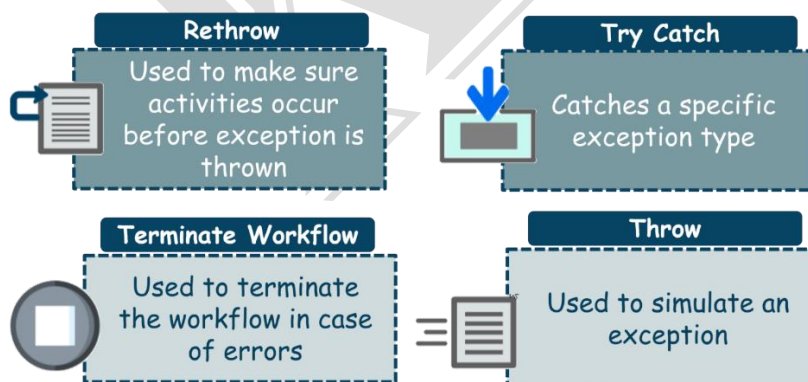 Rethrow
Used to make sure
activities occur
before exception is
thrown
Try Catch
Catches a specific
exception type
Terminate Workflow
Used to terminate
the workflow in case
of errors
Throw
Used to simulate an
exception